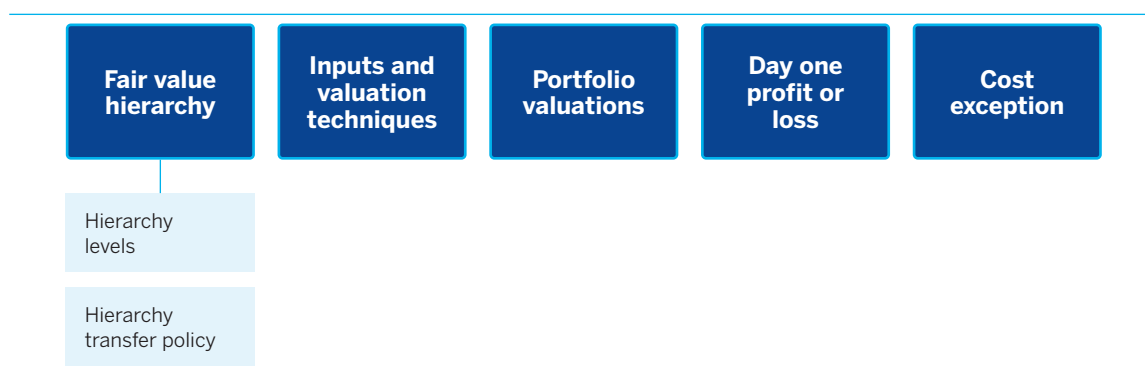 Fair value
hierarchy
Inputs and
valuation
techniques
Portfolio
valuations
Day one
profit or
loss
Cost
exception
Hierarchy
levels
Hierarchy
transfer policy